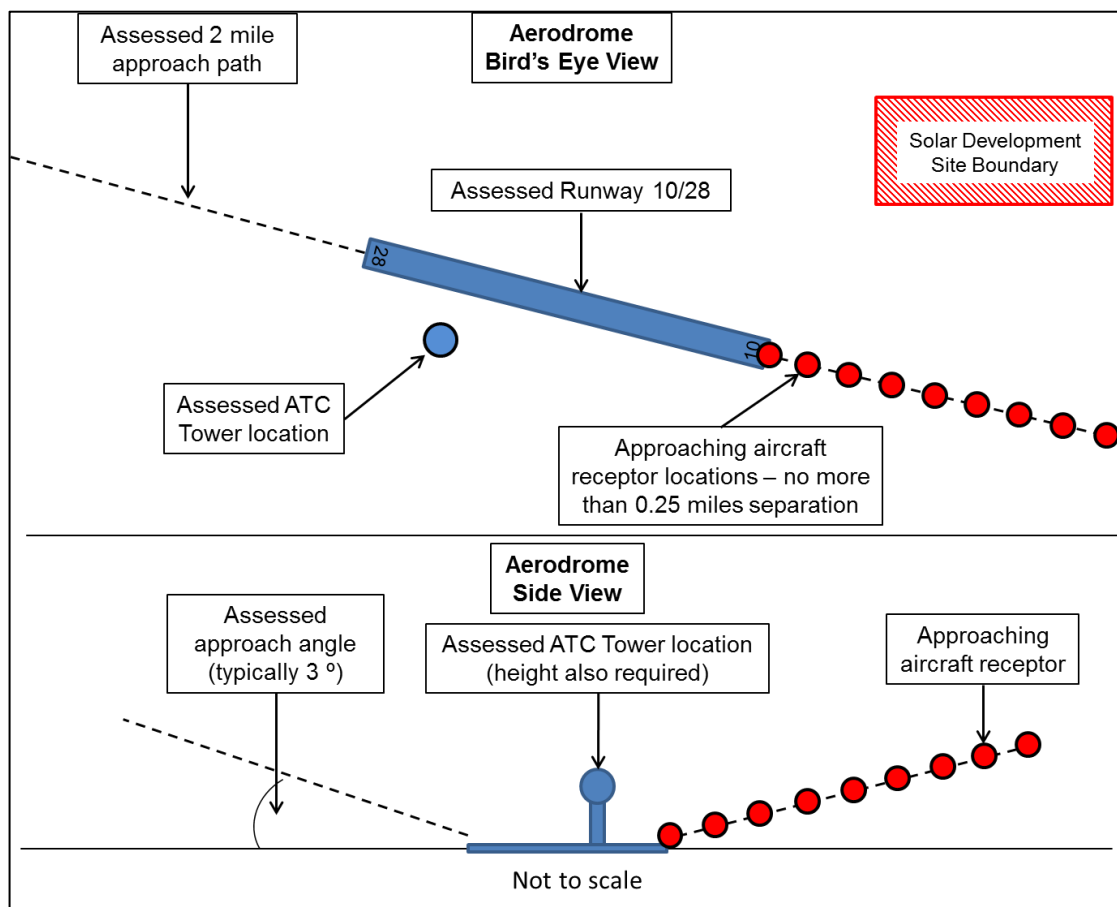 Assessed 2 mile
approach path
Aerodrome
Bird's Eye View
Solar Development
Site Boundary
Assessed Runway 10/28
28
10
Assessed ATC
Tower location
Approaching aircraft
receptor locations – no more
than 0.25 miles separation
Aerodrome
Side View
Assessed
approach angle
(typically 3 º)
Assessed ATC Tower location
(height also required)
Approaching
aircraft receptor
Not to scale